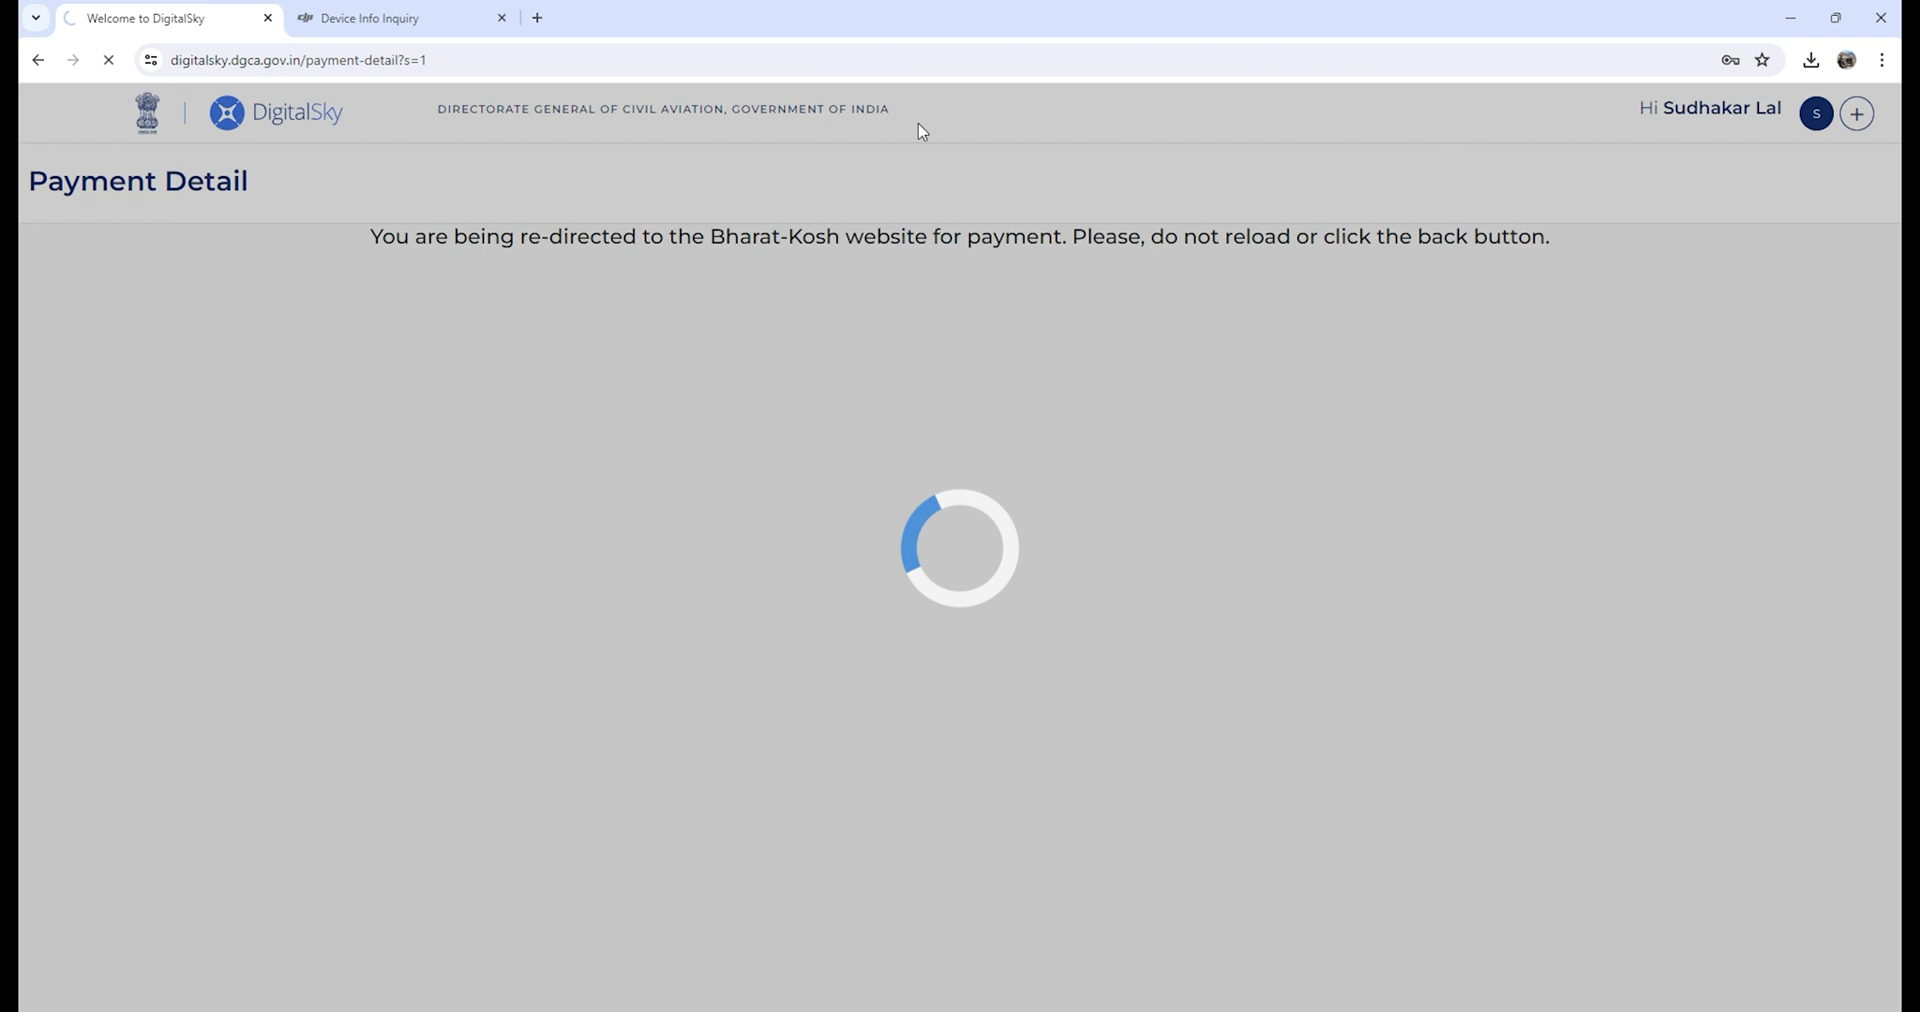 Welcome to DigitalSky
Device Info Inquiry
digitalsky.dgca.gov.in/payment-detail?s=1
DigitalSky
DIRECTORATE GENERAL OF CIVIL AVIATION, GOVERNMENT OF INDIA
Hi Sudhakar Lal
S
Payment Detail
You are being re-directed to the Bharat-Kosh website for payment. Please, do not reload or click the back button.